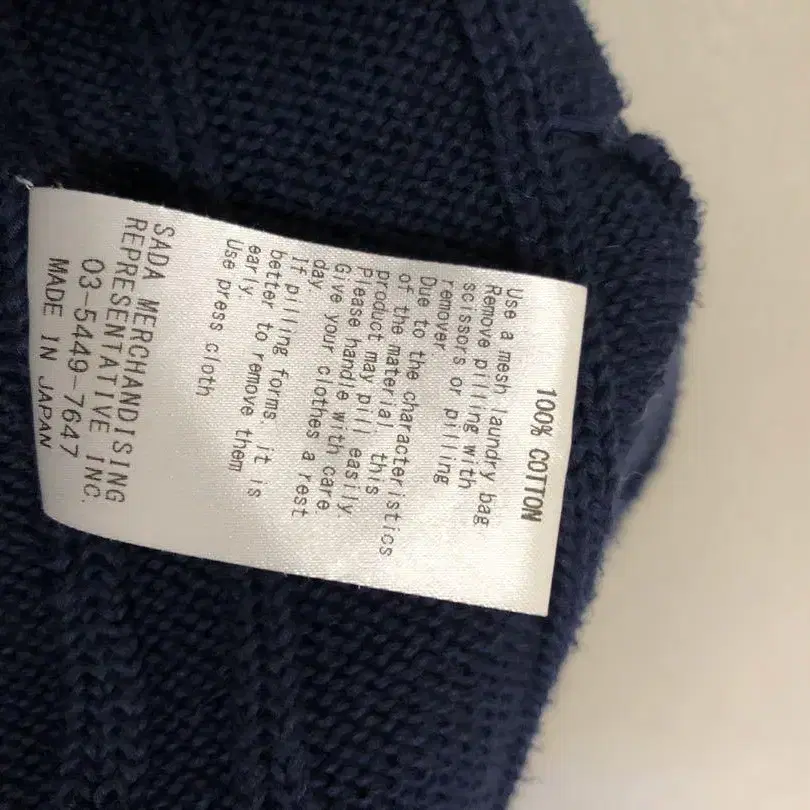 100% COTTON
Use a mesh laundry bag.
Remove pilling with
scissors or pilling
remover.
Due to the characteristics
of the material, this
product may pill easily.
Please handle with care.
Give your clothes a rest
day.
If pilling forms, it is
better to remove them
early.
Use press cloth
SADA MERCHANDISING
REPRESENTATIVE INC.
03-5449-7647
MADE IN JAPAN